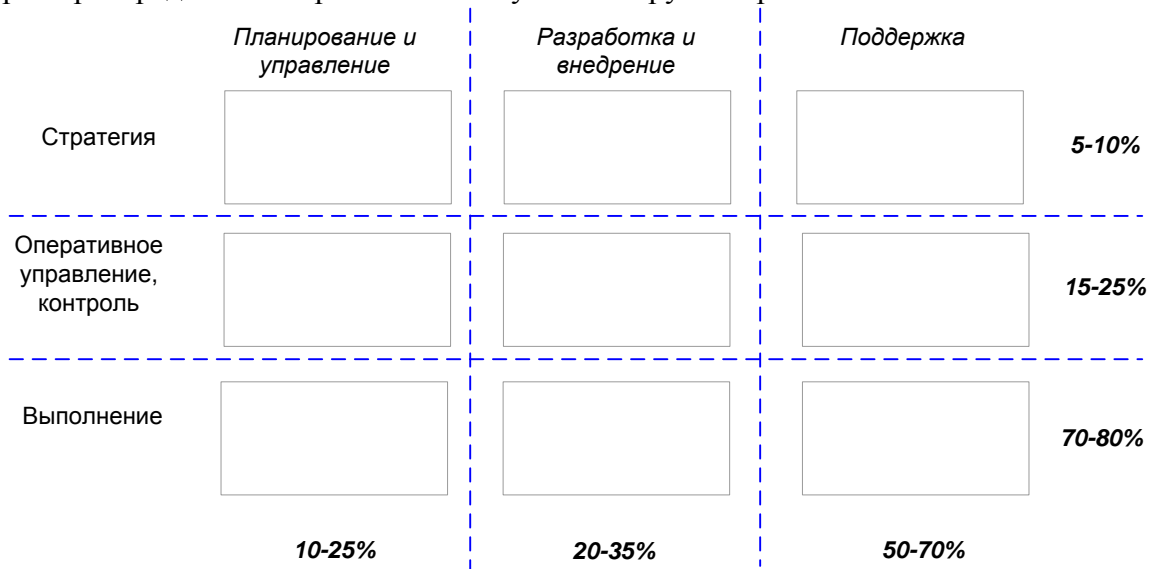 Планирование и
управление
Разработка и
внедрение
Поддержка
Стратегия
5-10%
Оперативное
управление,
контроль
15-25%
Выполнение
70-80%
10-25%
20-35%
50-70%